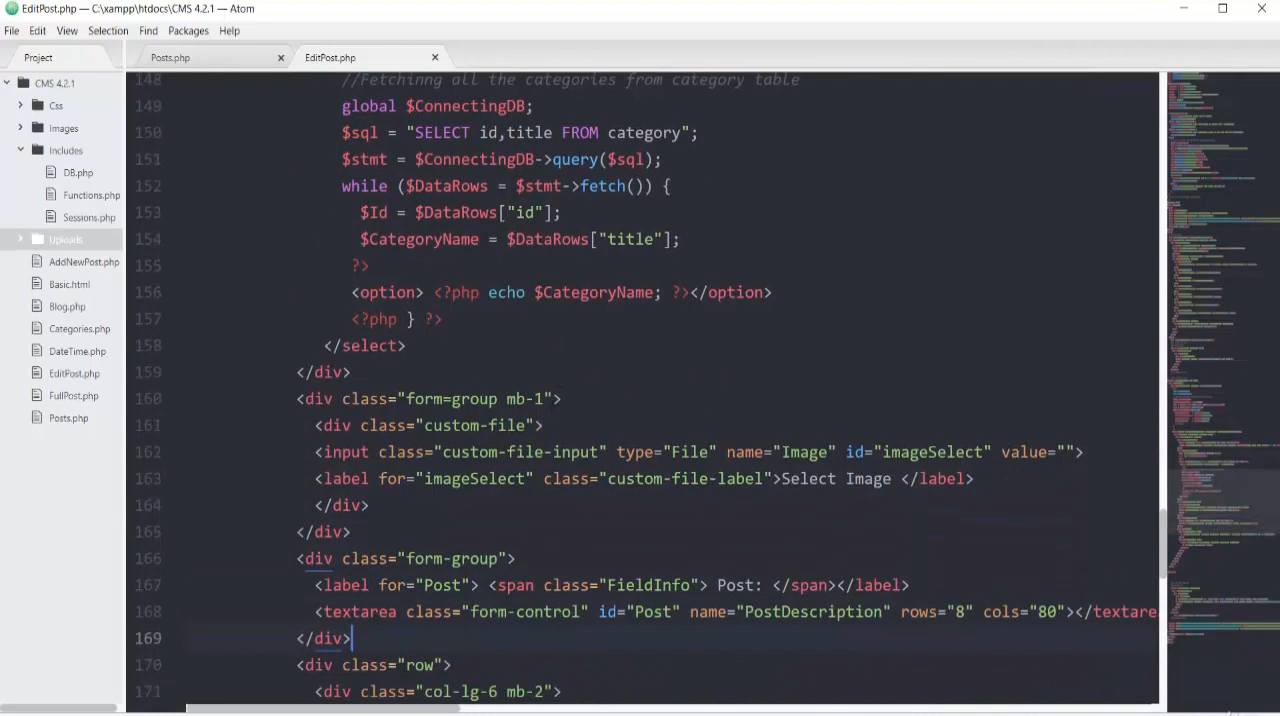 EditPost.php — C:\xampp\htdocs\CMS 4.2.1 — Atom
File Edit View Selection Find Packages Help
Project
Posts.php
EditPost.php
CMS 4.2.1
Css
Images
Includes
DB.php
Functions.php
Sessions.php
Uploads
AddNewPost.php
Basic.html
Blog.php
Categories.php
DateTime.php
EditPost.php
FullPost.php
Posts.php
148 //Fetchinng all the categories from category table
149 global $ConnectingDB;
150 $sql = "SELECT id,title FROM category";
151 $stmt = $ConnectingDB->query($sql);
152 while ($DataRows = $stmt->fetch()) {
153 $Id = $DataRows["id"];
154 $CategoryName = $DataRows["title"];
155 ?>
156 <option> <?php echo $CategoryName; ?></option>
157 <?php } ?>
158 </select>
159 </div>
160 <div class="form=group mb-1">
161 <div class="custom-file">
162 <input class="custom-file-input" type="File" name="Image" id="imageSelect" value="">
163 <label for="imageSelect" class="custom-file-label">Select Image </label>
164 </div>
165 </div>
166 <div class="form-group">
167 <label for="Post"> <span class="FieldInfo"> Post: </span></label>
168 <textarea class="form-control" id="Post" name="PostDescription" rows="8" cols="80"></textare
169 </div>
170 <div class="row">
171 <div class="col-lg-6 mb-2">